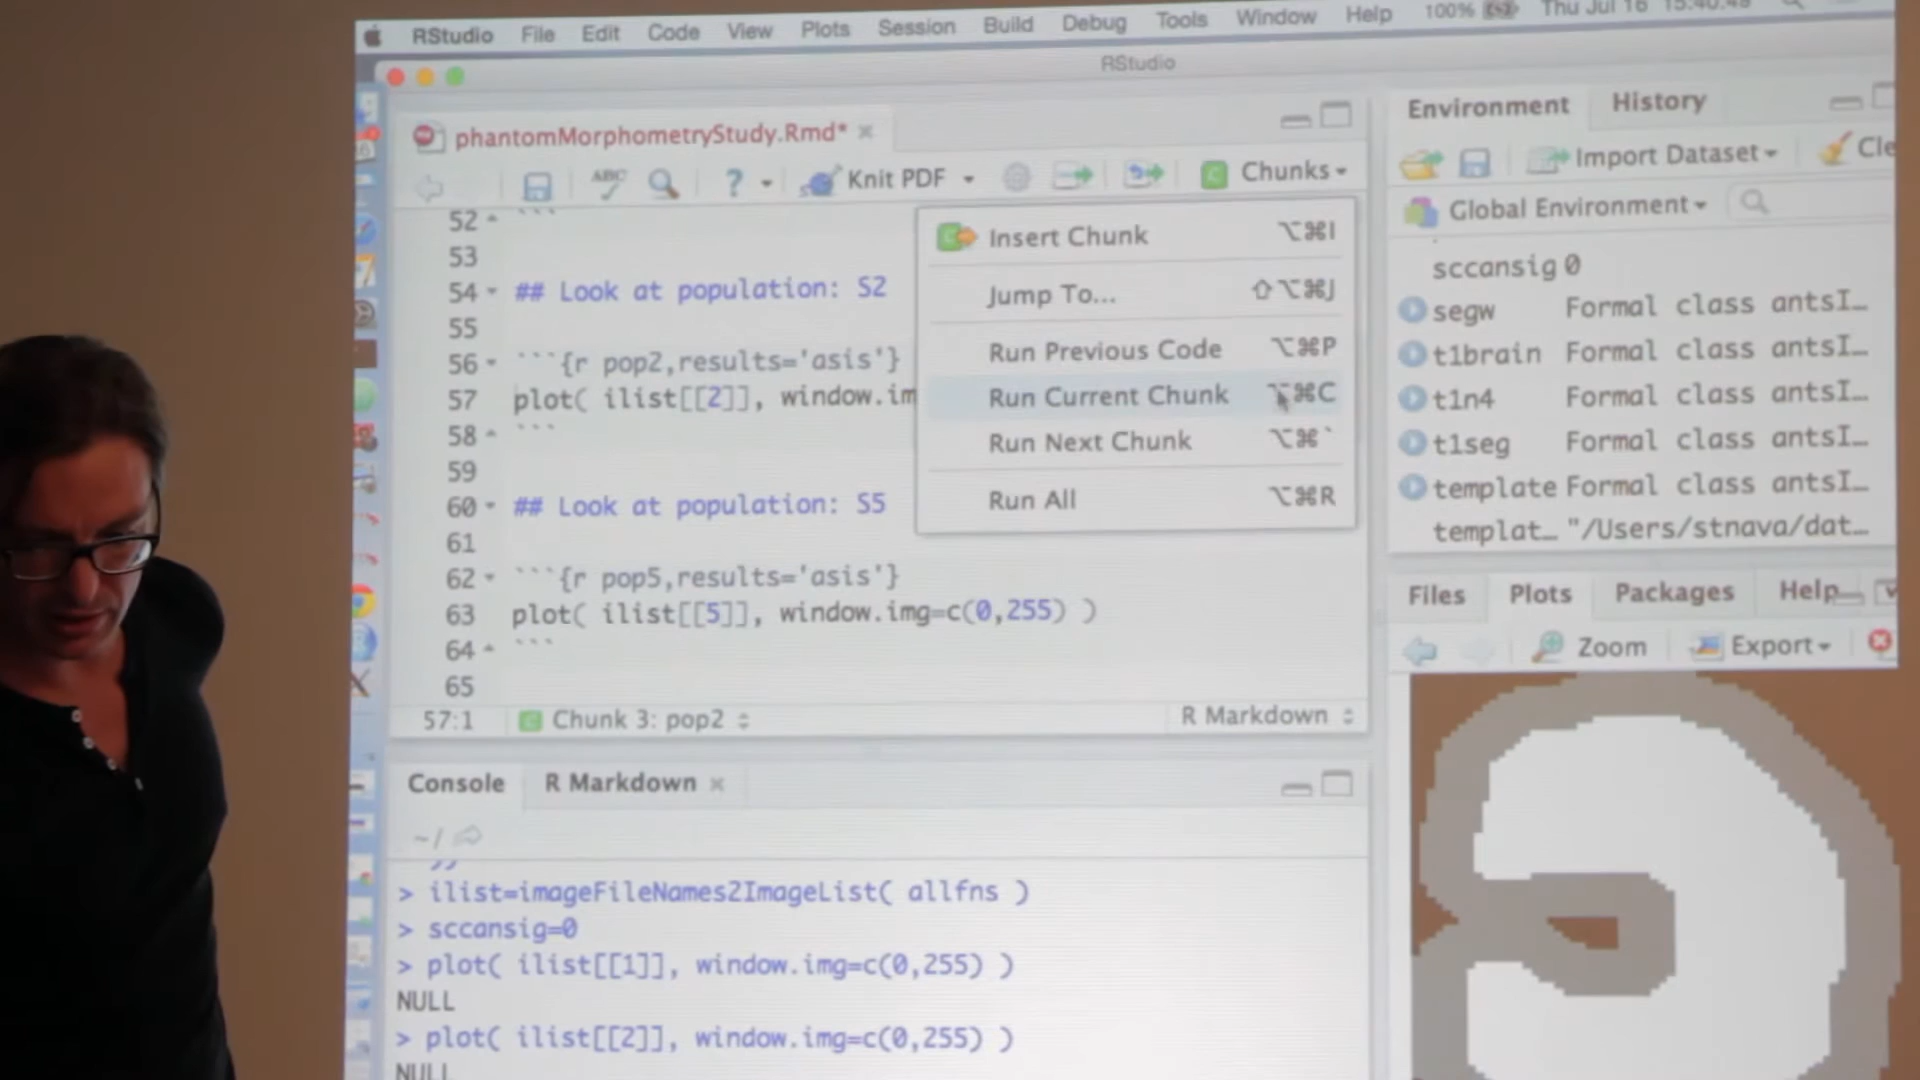 RStudio File Edit Code View Plots Session Build Debug Tools Window Help 100% Thu Jul 16 15:40:49
RStudio
phantomMorphometryStudy.Rmd*
ABC ? Knit PDF Chunks
52 ```
53
54 ## Look at population: S2
55
56 ```{r pop2,results='asis'}
57 plot( ilist[[2]], window.im
58 ```
59
60 ## Look at population: S5
61
62 ```{r pop5,results='asis'}
63 plot( ilist[[5]], window.img=c(0,255) )
64 ```
65
57:1 Chunk 3: pop2 R Markdown
Insert Chunk ⌥⌘I
Jump To... ⇧⌥⌘J
Run Previous Code ⌥⌘P
Run Current Chunk ⌥⌘C
Run Next Chunk ⌥⌘`
Run All ⌥⌘R
Console R Markdown
~/
> ilist=imageFileNames2ImageList( allfns )
> sccansig=0
> plot( ilist[[1]], window.img=c(0,255) )
NULL
> plot( ilist[[2]], window.img=c(0,255) )
NULL
Environment History
Import Dataset Cle
Global Environment
sccansig 0
segw Formal class antsI…
t1brain Formal class antsI…
t1n4 Formal class antsI…
t1seg Formal class antsI…
template Formal class antsI…
templat… "/Users/stnava/dat…
Files Plots Packages Help
Zoom Export